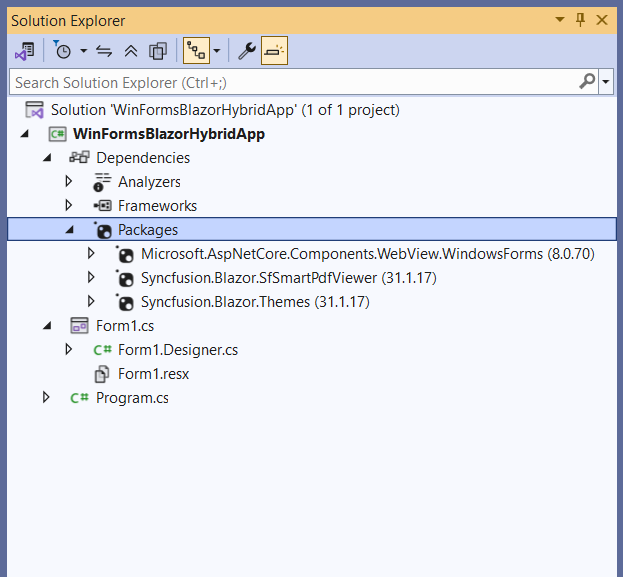 Solution Explorer
Search Solution Explorer (Ctrl+;)
Solution 'WinFormsBlazorHybridApp' (1 of 1 project)
C# WinFormsBlazorHybridApp
Dependencies
Analyzers
Frameworks
Packages
Microsoft.AspNetCore.Components.WebView.WindowsForms (8.0.70)
Syncfusion.Blazor.SfSmartPdfViewer (31.1.17)
Syncfusion.Blazor.Themes (31.1.17)
Form1.cs
C# Form1.Designer.cs
Form1.resx
C# Program.cs